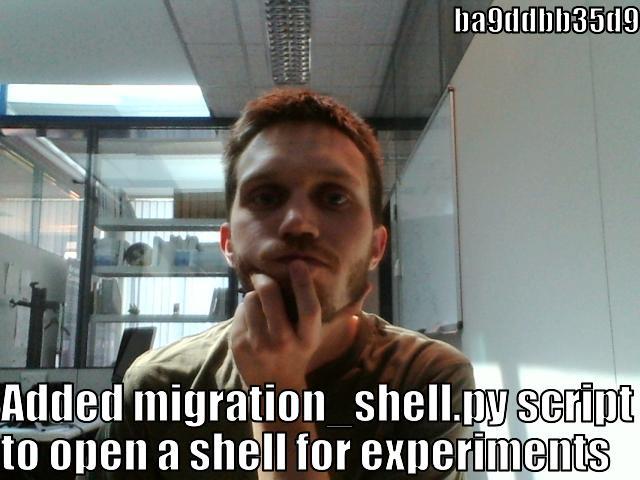 ba9ddbb35d9
Added migration_shell.py script
to open a shell for experiments